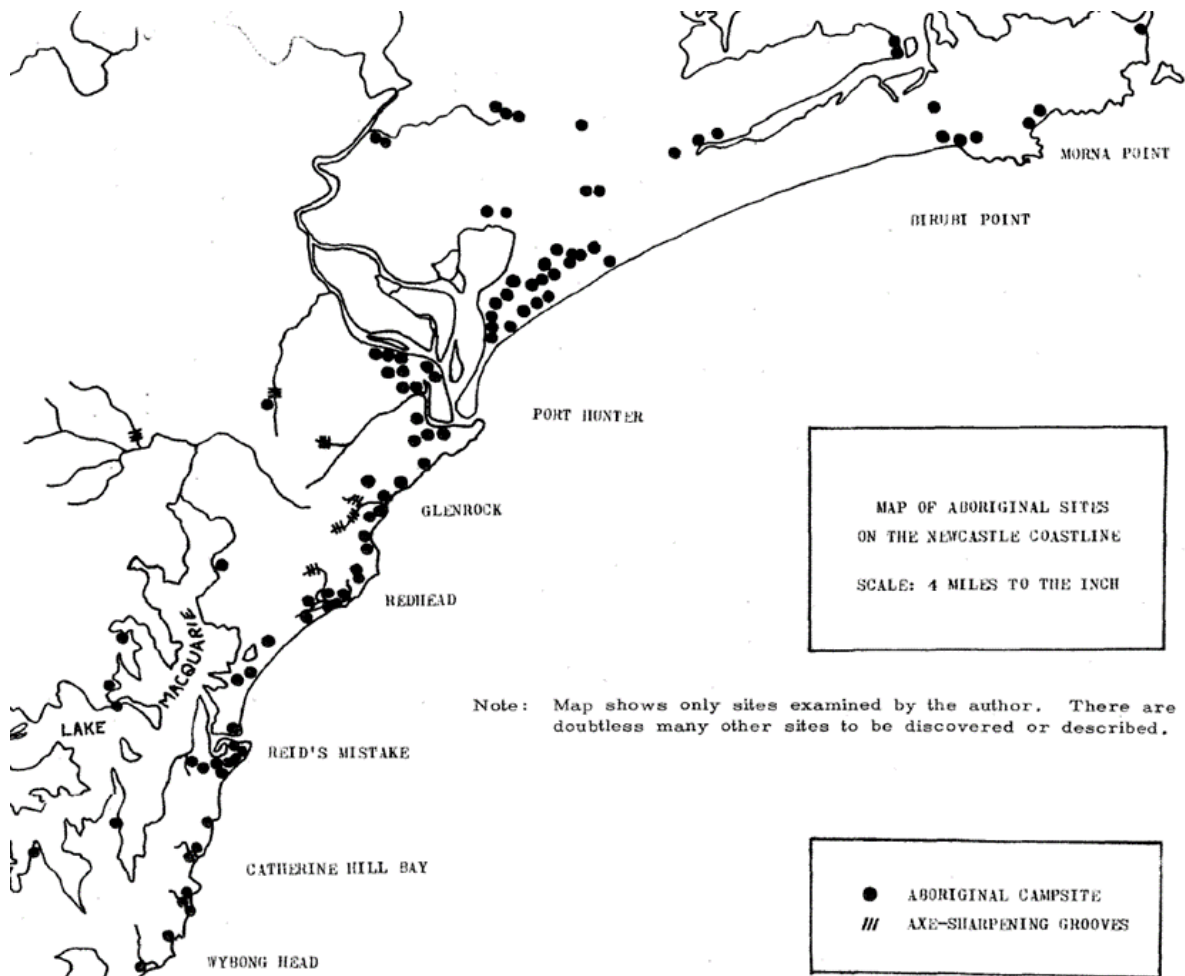 MORNA POINT
BIRUBI POINT
PORT HUNTER
GLENROCK
REDHEAD
LAKE MACQUARIE
REID'S MISTAKE
CATHERINE HILL BAY
WYBONG HEAD
MAP OF ABORIGINAL SITES
ON THE NEWCASTLE COASTLINE
SCALE: 4 MILES TO THE INCH
Note: Map shows only sites examined by the author. There are
doubtless many other sites to be discovered or described.
ABORIGINAL CAMPSITE
AXE-SHARPENING GROOVES